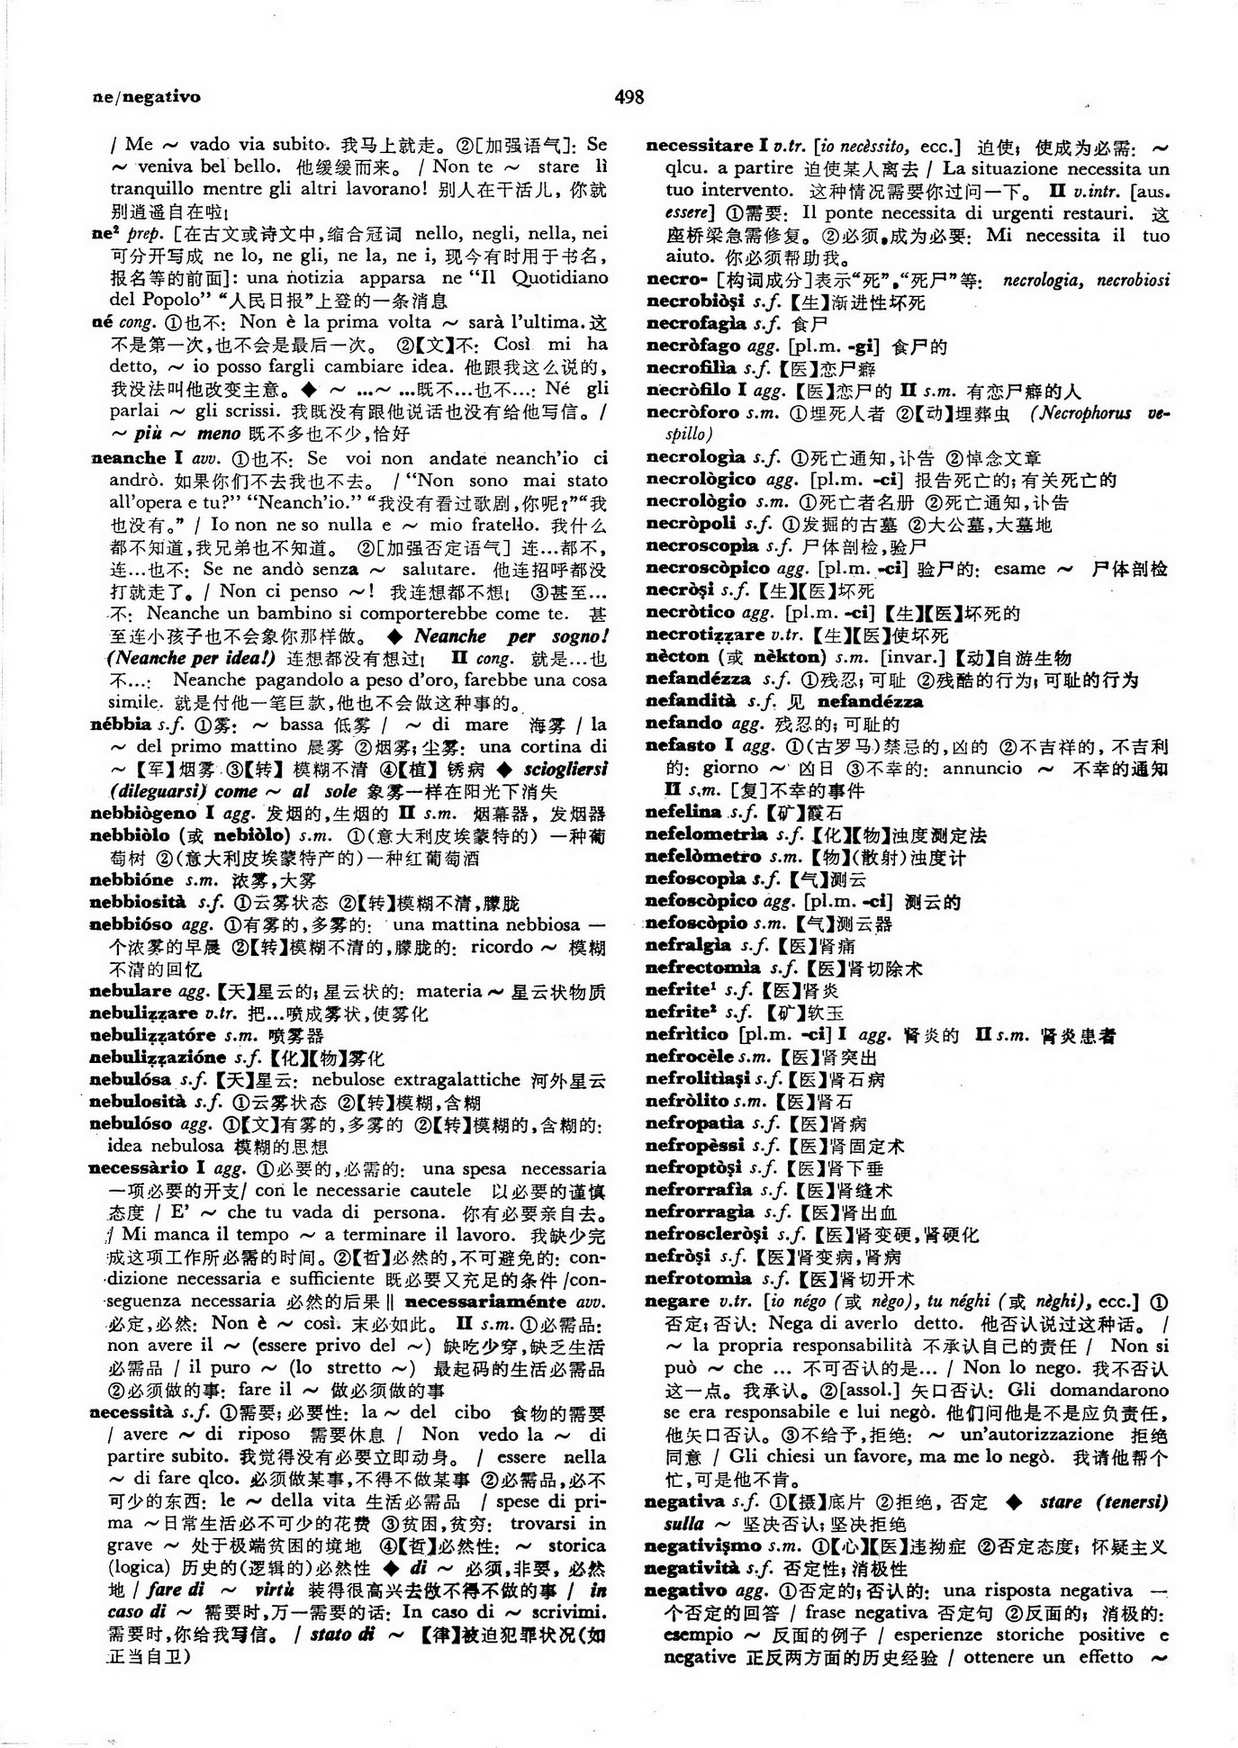 ne/negativo
498
/ Me ～ vado via subito. 我马上就走。②[加强语气]: Se
～ veniva bel bello. 他缓缓而来。 / Non te ～ stare lì
tranquillo mentre gli altri lavorano! 别人在干活儿, 你就
别逍遥自在啦!
ne² prep. [在古文或诗文中,缩合冠词 nello, negli, nella, nei
可分开写成 ne lo, ne gli, ne la, ne i, 现今有时用于书名,
报名等的前面]: una notizia apparsa ne “Il Quotidiano
del Popolo” “人民日报”上登的一条消息
né cong. ①也不: Non è la prima volta ～ sarà l'ultima.这
不是第一次,也不会是最后一次。 ②【文】不: Così mi ha
detto, ～ io posso fargli cambiare idea. 他跟我这么说的,
我没法叫他改变主意。◆ ～ …～ …既不…也不…: Né gli
parlai ～ gli scrissi. 我既没有跟他说话也没有给他写信。/
～ più ～ meno 既不多也不少,恰好
neanche I avv. ①也不: Se voi non andate neanch'io ci
andrò. 如果你们不去我也不去。 /“Non sono mai stato
all'opera e tu?” “Neanch'io.” “我没有看过歌剧,你呢?”“我
也没有。” / Io non ne so nulla e ～ mio fratello. 我什么
都不知道,我兄弟也不知道。 ②[加强否定语气] 连…都不,
连…也不: Se ne andò senza ～ salutare. 他连招呼都没
打就走了。/ Non ci penso ～! 我连想都不想! ③甚至…
不: Neanche un bambino si comporterebbe come te. 甚
至连小孩子也不会象你那样做。 ◆ Neanche per sogno!
(Neanche per idea!) 连想都没有想过! II cong. 就是…也
不…: Neanche pagandolo a peso d'oro, farebbe una cosa
simile. 就是付他一笔巨款,他也不会做这种事的。
nébbia s.f. ①雾: ～ bassa 低雾 / ～ di mare 海雾 / la
～ del primo mattino 晨雾 ②烟雾; 尘雾: una cortina di
～【军】烟雾 ③【转】模糊不清 ④【植】锈病 ◆ sciogliersi
(dileguarsi) come ～ al sole 象雾一样在阳光下消失
nebbiògeno I agg. 发烟的,生烟的 II s.m. 烟幕器, 发烟器
nebbiòlo (或 nebiòlo) s.m. ①(意大利皮埃蒙特的) 一种葡
萄树 ②(意大利皮埃蒙特产的)一种红葡萄酒
nebbióne s.m. 浓雾,大雾
nebbiosità s.f. ①云雾状态 ②【转】模糊不清,朦胧
nebbióso agg. ①有雾的,多雾的: una mattina nebbiosa 一
个浓雾的早晨 ②【转】模糊不清的,朦胧的: ricordo ～ 模糊
不清的回忆
nebulare agg.【天】星云的; 星云状的: materia ～ 星云状物质
nebuliẓẓare v.tr. 把…喷成雾状,使雾化
nebuliẓẓatóre s.m. 喷雾器
nebuliẓẓazióne s.f.【化】【物】雾化
nebulósa s.f.【天】星云: nebulose extragalattiche 河外星云
nebulosità s.f. ①云雾状态 ②【转】模糊,含糊
nebulóso agg. ①【文】有雾的,多雾的 ②【转】模糊的,含糊的:
idea nebulosa 模糊的思想
necessàrio I agg. ①必要的,必需的: una spesa necessaria
一项必要的开支/ con le necessarie cautele 以必要的谨慎
态度 / E' ～ che tu vada di persona. 你有必要亲自去。
/ Mi manca il tempo ～ a terminare il lavoro. 我缺少完
成这项工作所必需的时间。②【哲】必然的,不可避免的: con-
dizione necessaria e sufficiente 既必要又充足的条件 /con-
seguenza necessaria 必然的后果 ‖ necessariaménte avv.
必定,必然: Non è ～ così. 未必如此。 II s.m. ①必需品:
non avere il ～ (essere privo del ～) 缺吃少穿,缺乏生活
必需品 / il puro ～ (lo stretto ～) 最起码的生活必需品
②必须做的事: fare il ～ 做必须做的事
necessità s.f. ①需要; 必要性: la ～ del cibo 食物的需要
/ avere ～ di riposo 需要休息 / Non vedo la ～ di
partire subito. 我觉得没有必要立即动身。 / essere nella
～ di fare qlco. 必须做某事,不得不做某事 ②必需品,必不
可少的东西: le ～ della vita 生活必需品 / spese di pri-
ma ～日常生活必不可少的花费 ③贫困,贫穷: trovarsi in
grave ～ 处于极端贫困的境地 ④【哲】必然性: ～ storica
(logica) 历史的(逻辑的)必然性 ◆ di ～ 必须,非要, 必然
地 / fare di ～ virtù 装得很高兴去做不得不做的事 / in
caso di ～ 需要时,万一需要的话: In caso di ～ scrivimi.
需要时,你给我写信。 / stato di ～ 【律】被迫犯罪状况(如
正当自卫)
necessitare I v.tr. [io necèssito, ecc.] 迫使; 使成为必需: ～
qlcu. a partire 迫使某人离去 / La situazione necessita un
tuo intervento. 这种情况需要你过问一下。 II v.intr. [aus.
essere] ①需要: Il ponte necessita di urgenti restauri. 这
座桥梁急需修复。②必须,成为必要: Mi necessita il tuo
aiuto. 你必须帮助我。
necro- [构词成分]表示“死”,“死尸”等: necrologia, necrobiosi
necrobiòṣi s.f.【生】渐进性坏死
necrofagìa s.f. 食尸
necròfago agg. [pl.m. -gi] 食尸的
necrofilìa s.f.【医】恋尸癖
necròfilo I agg.【医】恋尸的 II s.m. 有恋尸癖的人
necròforo s.m. ①埋死人者 ②【动】埋葬虫 (Necrophorus ve-
spillo)
necrologìa s.f. ①死亡通知,讣告 ②悼念文章
necrològico agg. [pl.m. -ci] 报告死亡的; 有关死亡的
necrològio s.m. ①死亡者名册 ②死亡通知,讣告
necròpoli s.f. ①发掘的古墓 ②大公墓,大墓地
necroscopìa s.f. 尸体剖检,验尸
necroscòpico agg. [pl.m. -ci] 验尸的: esame ～ 尸体剖检
necròṣi s.f.【生】【医】坏死
necròtico agg. [pl.m. -ci]【生】【医】坏死的
necrotiẓẓare v.tr.【生】【医】使坏死
nècton (或 nèkton) s.m. [invar.]【动】自游生物
nefandézza s.f. ①残忍; 可耻 ②残酷的行为; 可耻的行为
nefandità s.f. 见 nefandézza
nefando agg. 残忍的; 可耻的
nefasto I agg. ①(古罗马)禁忌的,凶的 ②不吉祥的, 不吉利
的: giorno ～ 凶日 ③不幸的: annuncio ～ 不幸的通知
II s.m. [复]不幸的事件
nefelina s.f.【矿】霞石
nefelometrìa s.f.【化】【物】浊度测定法
nefelòmetro s.m.【物】(散射)浊度计
nefoscopìa s.f.【气】测云
nefoscòpico agg. [pl.m. -ci] 测云的
nefoscòpio s.m.【气】测云器
nefralgìa s.f.【医】肾痛
nefrectomìa s.f.【医】肾切除术
nefrite¹ s.f.【医】肾炎
nefrite² s.f.【矿】软玉
nefrìtico [pl.m. -ci] I agg. 肾炎的 II s.m. 肾炎患者
nefrocèle s.m.【医】肾突出
nefrolitìaṣi s.f.【医】肾石病
nefròlito s.m.【医】肾石
nefropatìa s.f.【医】肾病
nefropèssi s.f.【医】肾固定术
nefroptòṣi s.f.【医】肾下垂
nefrorrafìa s.f.【医】肾缝术
nefrorragìa s.f.【医】肾出血
nefroscleròṣi s.f.【医】肾变硬,肾硬化
nefròṣi s.f.【医】肾变病,肾病
nefrotomìa s.f.【医】肾切开术
negare v.tr. [io négo (或 nègo), tu néghi (或 nèghi), ecc.] ①
否定; 否认: Nega di averlo detto. 他否认说过这种话。 /
～ la propria responsabilità 不承认自己的责任 / Non si
può ～ che … 不可否认的是… / Non lo nego. 我不否认
这一点。我承认。②[assol.] 矢口否认: Gli domandarono
se era responsabile e lui negò. 他们问他是不是应负责任,
他矢口否认。③不给予,拒绝: ～ un'autorizzazione 拒绝
同意 / Gli chiesi un favore, ma me lo negò. 我请他帮个
忙,可是他不肯。
negativa s.f. ①【摄】底片 ②拒绝, 否定 ◆ stare (tenersi)
sulla ～ 坚决否认; 坚决拒绝
negativiṣmo s.m. ①【心】【医】违拗症 ②否定态度; 怀疑主义
negatività s.f. 否定性; 消极性
negativo agg. ①否定的; 否认的: una risposta negativa 一
个否定的回答 / frase negativa 否定句 ②反面的; 消极的:
esempio ～ 反面的例子 / esperienze storiche positive e
negative 正反两方面的历史经验 / ottenere un effetto ～